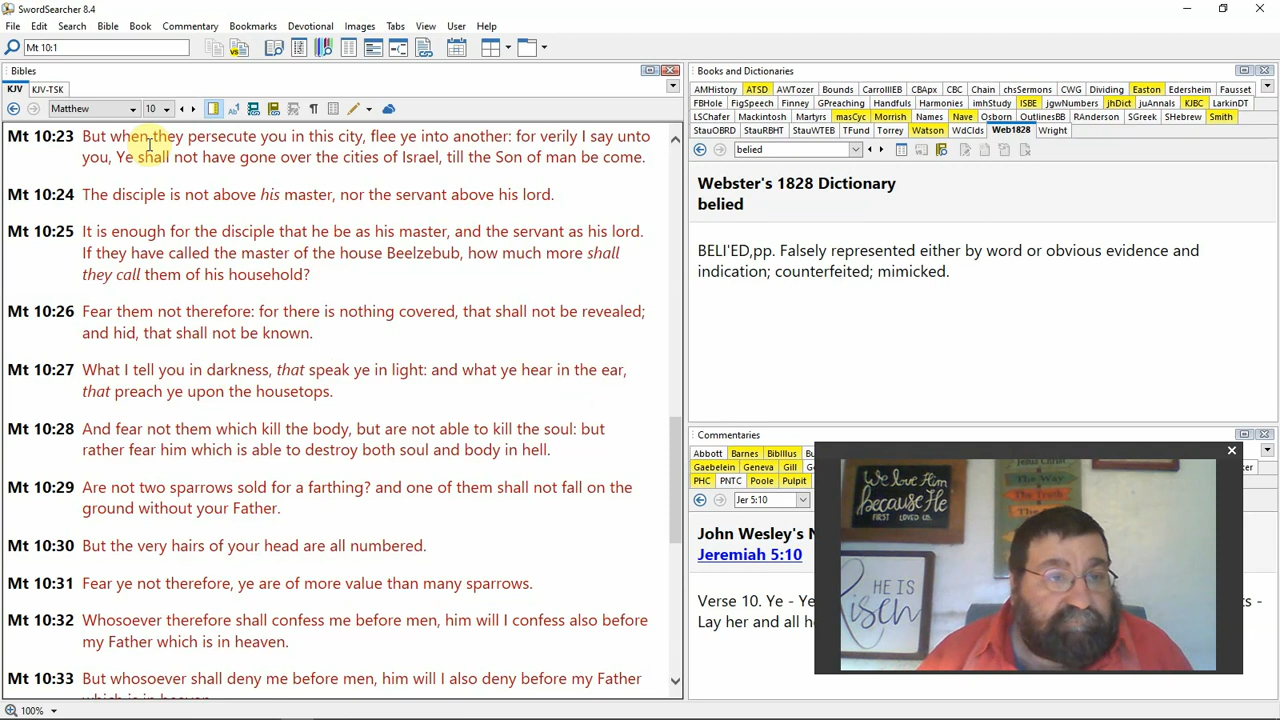 SwordSearcher 8.4
File Edit Search Bible Book Commentary Bookmarks Devotional Images Tabs View User Help
Mt 10:1
Bibles
KJV KJV-TSK
Matthew 10
Mt 10:23 But when they persecute you in this city, flee ye into another: for verily I say unto
you, Ye shall not have gone over the cities of Israel, till the Son of man be come.
Mt 10:24 The disciple is not above his master, nor the servant above his lord.
Mt 10:25 It is enough for the disciple that he be as his master, and the servant as his lord.
If they have called the master of the house Beelzebub, how much more shall
they call them of his household?
Mt 10:26 Fear them not therefore: for there is nothing covered, that shall not be revealed;
and hid, that shall not be known.
Mt 10:27 What I tell you in darkness, that speak ye in light: and what ye hear in the ear,
that preach ye upon the housetops.
Mt 10:28 And fear not them which kill the body, but are not able to kill the soul: but
rather fear him which is able to destroy both soul and body in hell.
Mt 10:29 Are not two sparrows sold for a farthing? and one of them shall not fall on the
ground without your Father.
Mt 10:30 But the very hairs of your head are all numbered.
Mt 10:31 Fear ye not therefore, ye are of more value than many sparrows.
Mt 10:32 Whosoever therefore shall confess me before men, him will I confess also before
my Father which is in heaven.
Mt 10:33 But whosoever shall deny me before men, him will I also deny before my Father
which is in heaven.
100%
Books and Dictionaries
AMHistory ATSD AWTozer Bounds CarrollIEB CBApx CBC Chain chsSermons CWG Dividing Easton Edersheim Fausset
FBHole FigSpeech Finney GPreaching Handfuls Harmonies imhStudy ISBE jgwNumbers jhDict juAnnals KJBC LarkinDT
LSChafer Mackintosh Martyrs masCyc Morrish Names Nave Osborn OutlinesBB RAnderson SGreek SHebrew Smith
StauOBRD StauRBHT StauWTEB TFund Torrey Watson WdClds Web1828 Wright
belied
Webster's 1828 Dictionary
belied
BELI'ED,pp. Falsely represented either by word or obvious evidence and
indication; counterfeited; mimicked.
Commentaries
Abbott Barnes BibIllus
Gaebelein Geneva Gill
PHC PNTC Poole Pulpit
Jer 5:10
John Wesley's
Jeremiah 5:10
Verse 10. Ye - Ye
Lay her and all
We love Him
because He
FIRST LOVED US.
Jesus Christ
The Way
The Truth
HE IS
Risen